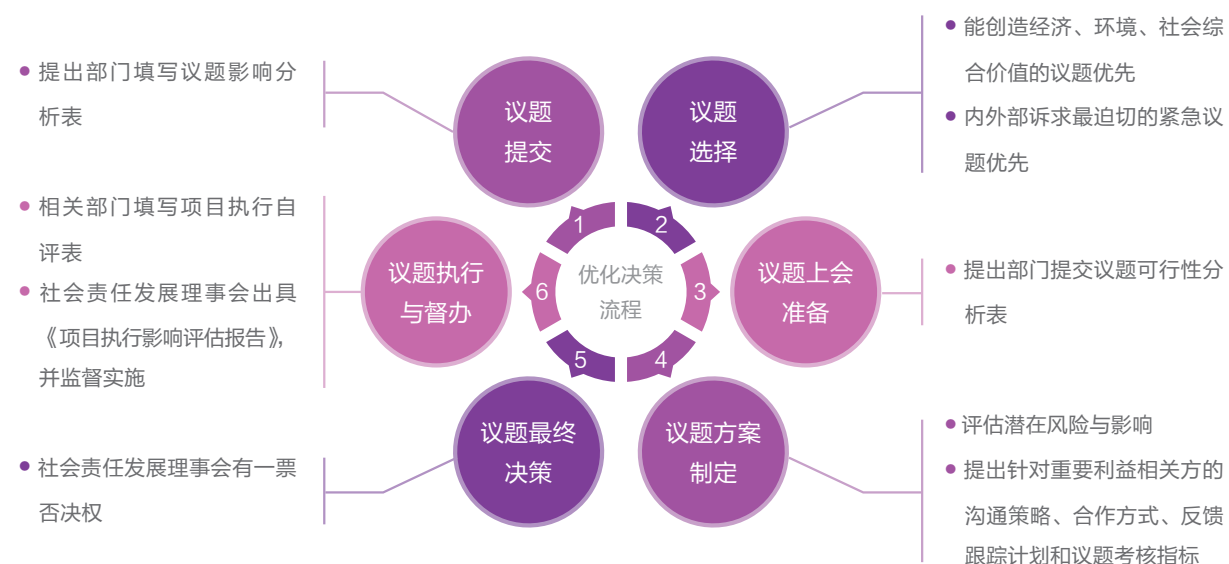 ● 提出部门填写议题影响分
析表
议题
提交
议题
选择
● 能创造经济、环境、社会综
合价值的议题优先
● 内外部诉求最迫切的紧急议
题优先
● 相关部门填写项目执行自
评表
● 社会责任发展理事会出具
《项目执行影响评估报告》,
并监督实施
议题执行
与督办
1
2
3
4
5
6
优化决策
流程
议题上会
准备
● 提出部门提交议题可行性分
析表
● 社会责任发展理事会有一票
否决权
议题最终
决策
议题方案
制定
● 评估潜在风险与影响
● 提出针对重要利益相关方的
沟通策略、合作方式、反馈
跟踪计划和议题考核指标